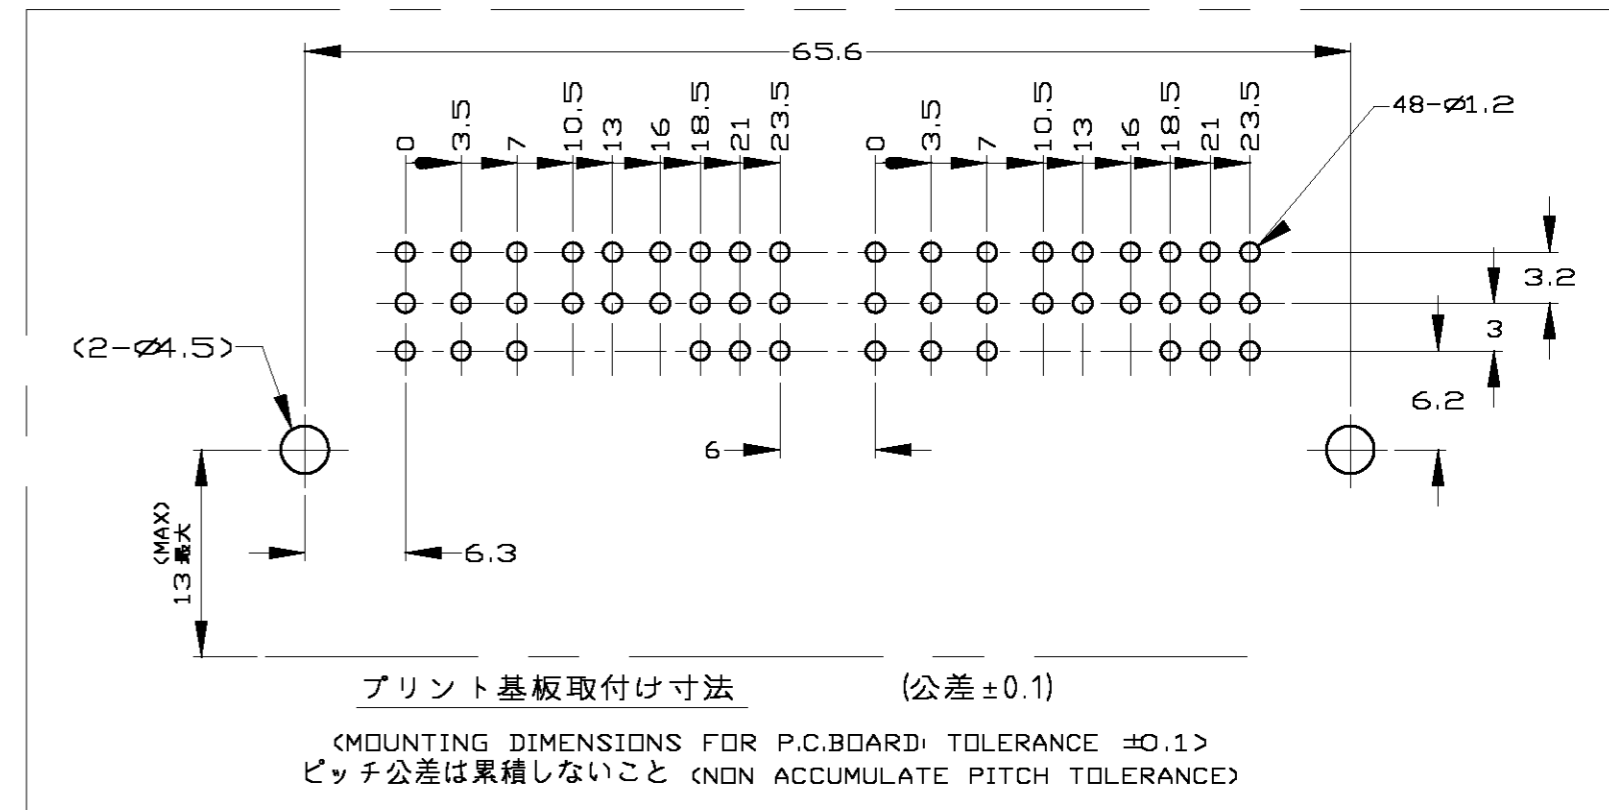 65.6
0 3.5 7 10.5 13 16 18.5 21 23.5 0 3.5 7 10.5 13 16 18.5 21 23.5
48-Ø1.2
3.2
3
(2-Ø4.5)
6.2
6
(MAX)
13最大
6.3
プリント基板取付け寸法 (公差±0.1)
(MOUNTING DIMENSIONS FOR P.C.BOARD: TOLERANCE ±0.1)
ピッチ公差は累積しないこと (NON ACCUMULATE PITCH TOLERANCE)